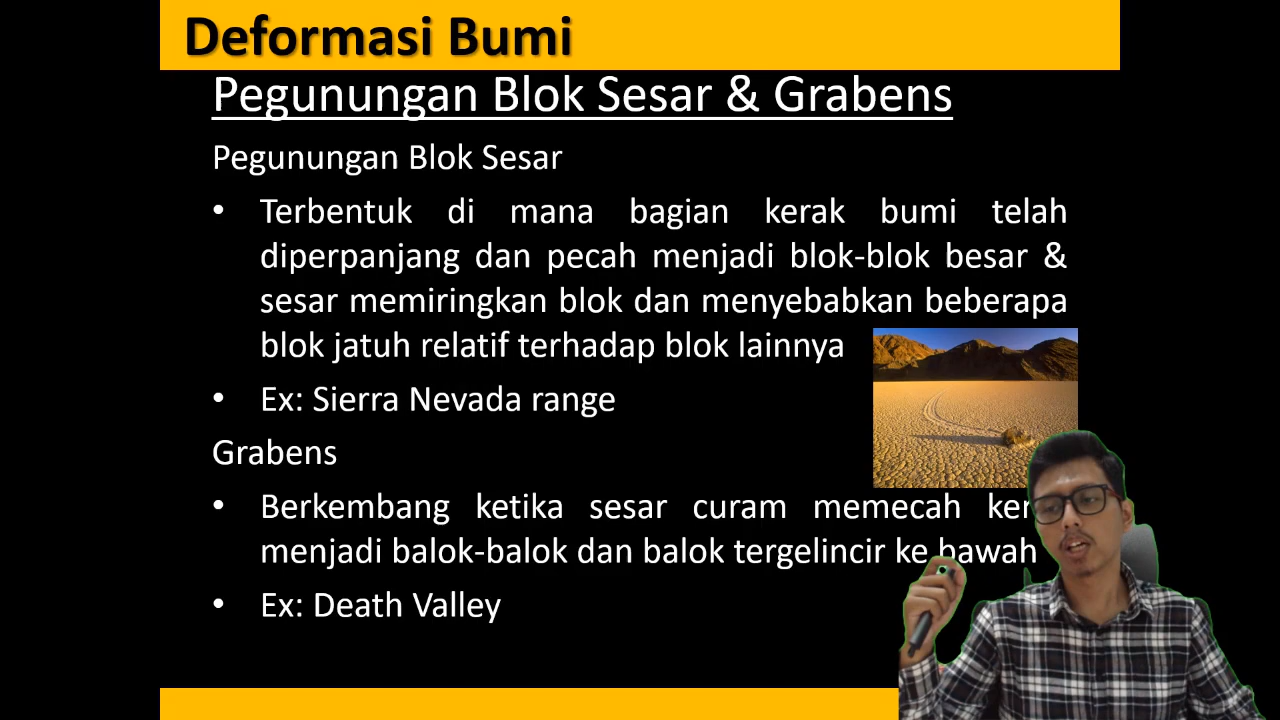 Deformasi Bumi
Pegunungan Blok Sesar & Grabens
Pegunungan Blok Sesar
• Terbentuk di mana bagian kerak bumi telah
diperpanjang dan pecah menjadi blok-blok besar &
sesar memiringkan blok dan menyebabkan beberapa
blok jatuh relatif terhadap blok lainnya
• Ex: Sierra Nevada range
Grabens
• Berkembang ketika sesar curam memecah
menjadi balok-balok dan balok tergelincir ke bawah
• Ex: Death Valley